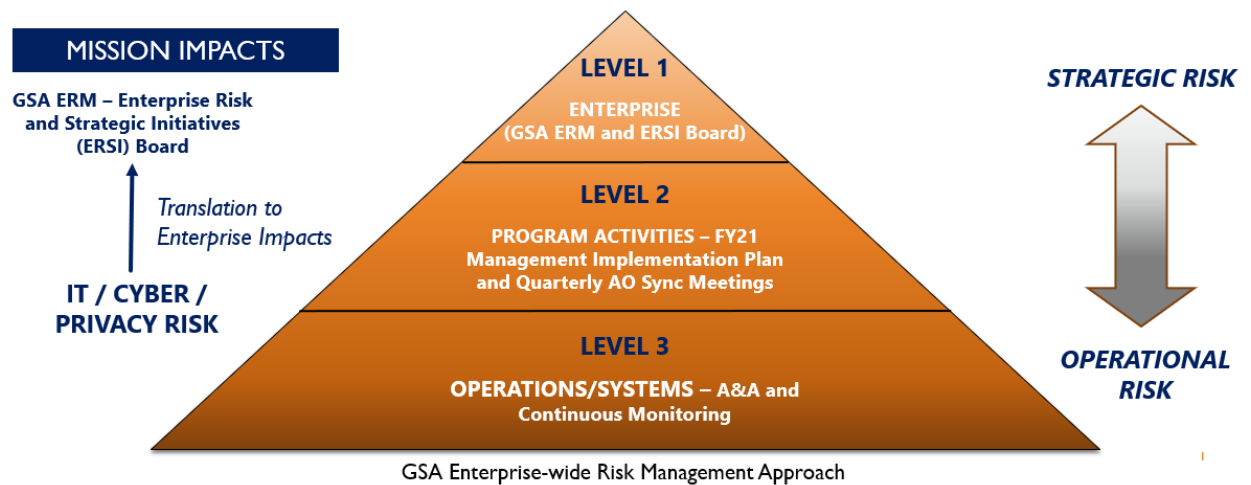 MISSION IMPACTS
GSA ERM – Enterprise Risk
and Strategic Initiatives
(ERSI) Board
Translation to
Enterprise Impacts
IT / CYBER /
PRIVACY RISK
LEVEL 1
ENTERPRISE
(GSA ERM and ERSI Board)
LEVEL 2
PROGRAM ACTIVITIES – FY21
Management Implementation Plan
and Quarterly AO Sync Meetings
LEVEL 3
OPERATIONS/SYSTEMS – A&A and
Continuous Monitoring
STRATEGIC RISK
OPERATIONAL
RISK
GSA Enterprise-wide Risk Management Approach